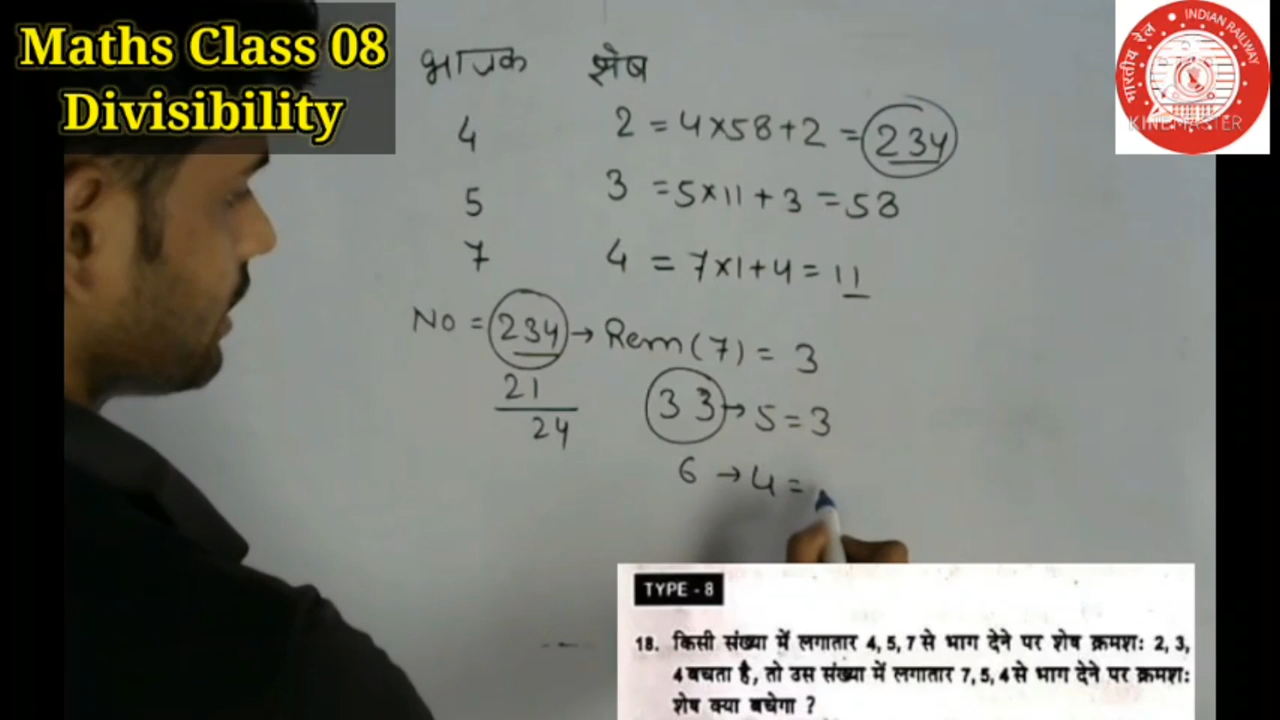 Maths Class 08
Divisibility
भारतीय रेल INDIAN RAILWAY
KINEMASTER
भाजक शेष
4 2 = 4×58+2 = 234
5 3 = 5×11+3 = 58
7 4 = 7×1+4 = 11
No = 234 → Rem(7) = 3
21 33 → 5 = 3
24
6 → 4 =
TYPE - 8
18. किसी संख्या में लगातार 4, 5, 7 से भाग देने पर शेष क्रमशः 2, 3,
4 बचता है, तो उस संख्या में लगातार 7, 5, 4 से भाग देने पर क्रमशः
शेष क्या बचेगा ?